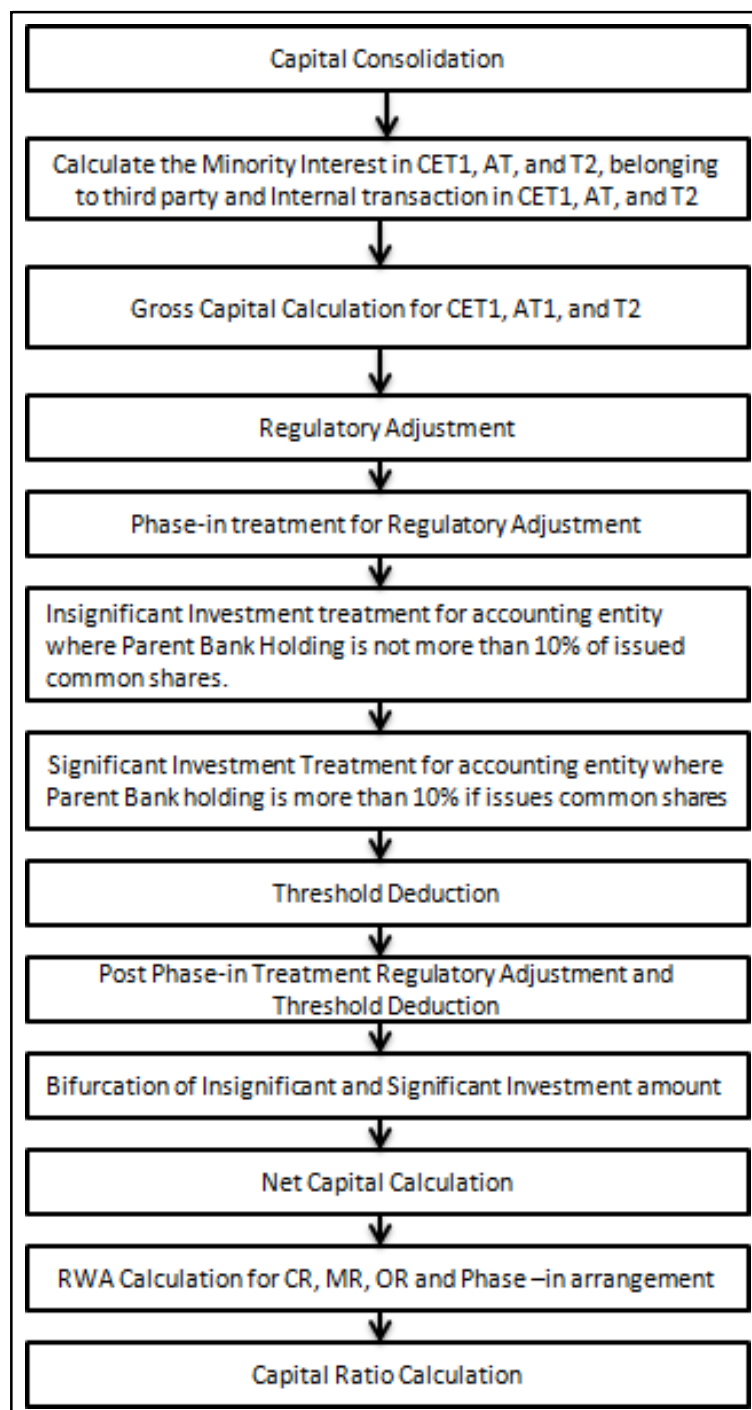 Capital Consolidation
Calculate the Minority Interest in CET1, AT, and T2, belonging
to third party and Internal transaction in CET1, AT, and T2
Gross Capital Calculation for CET1, AT1, and T2
Regulatory Adjustment
Phase-in treatment for Regulatory Adjustment
Insignificant Investment treatment for accounting entity
where Parent Bank Holding is not more than 10% of issued
common shares.
Significant Investment Treatment for accounting entity where
Parent Bank holding is more than 10% if issues common shares
Threshold Deduction
Post Phase-in Treatment Regulatory Adjustment and
Threshold Deduction
Bifurcation of Insignificant and Significant Investment amount
Net Capital Calculation
RWA Calculation for CR, MR, OR and Phase –in arrangement
Capital Ratio Calculation